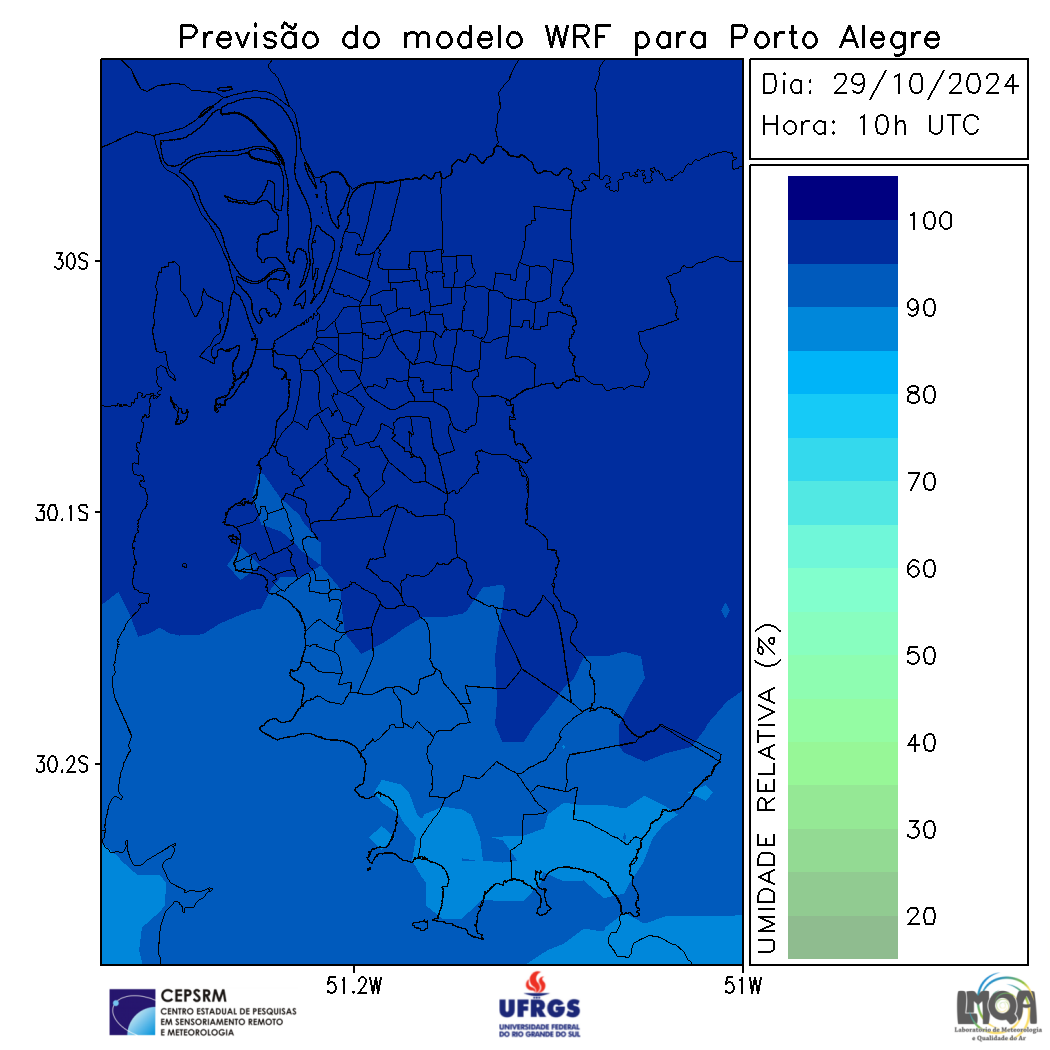 Previsão do modelo WRF para Porto Alegre
Dia: 29/10/2024
Hora: 10h UTC
100
90
80
70
60
50
40
30
20
UMIDADE RELATIVA (%)
30S
30.1S
30.2S
51.2W
51W
CEPSRM
CENTRO ESTADUAL DE PESQUISAS
EM SENSORIAMENTO REMOTO
E METEOROLOGIA
UFRGS
UNIVERSIDADE FEDERAL
DO RIO GRANDE DO SUL
LMQA
Laboratório de Meteorologia
e Qualidade do Ar